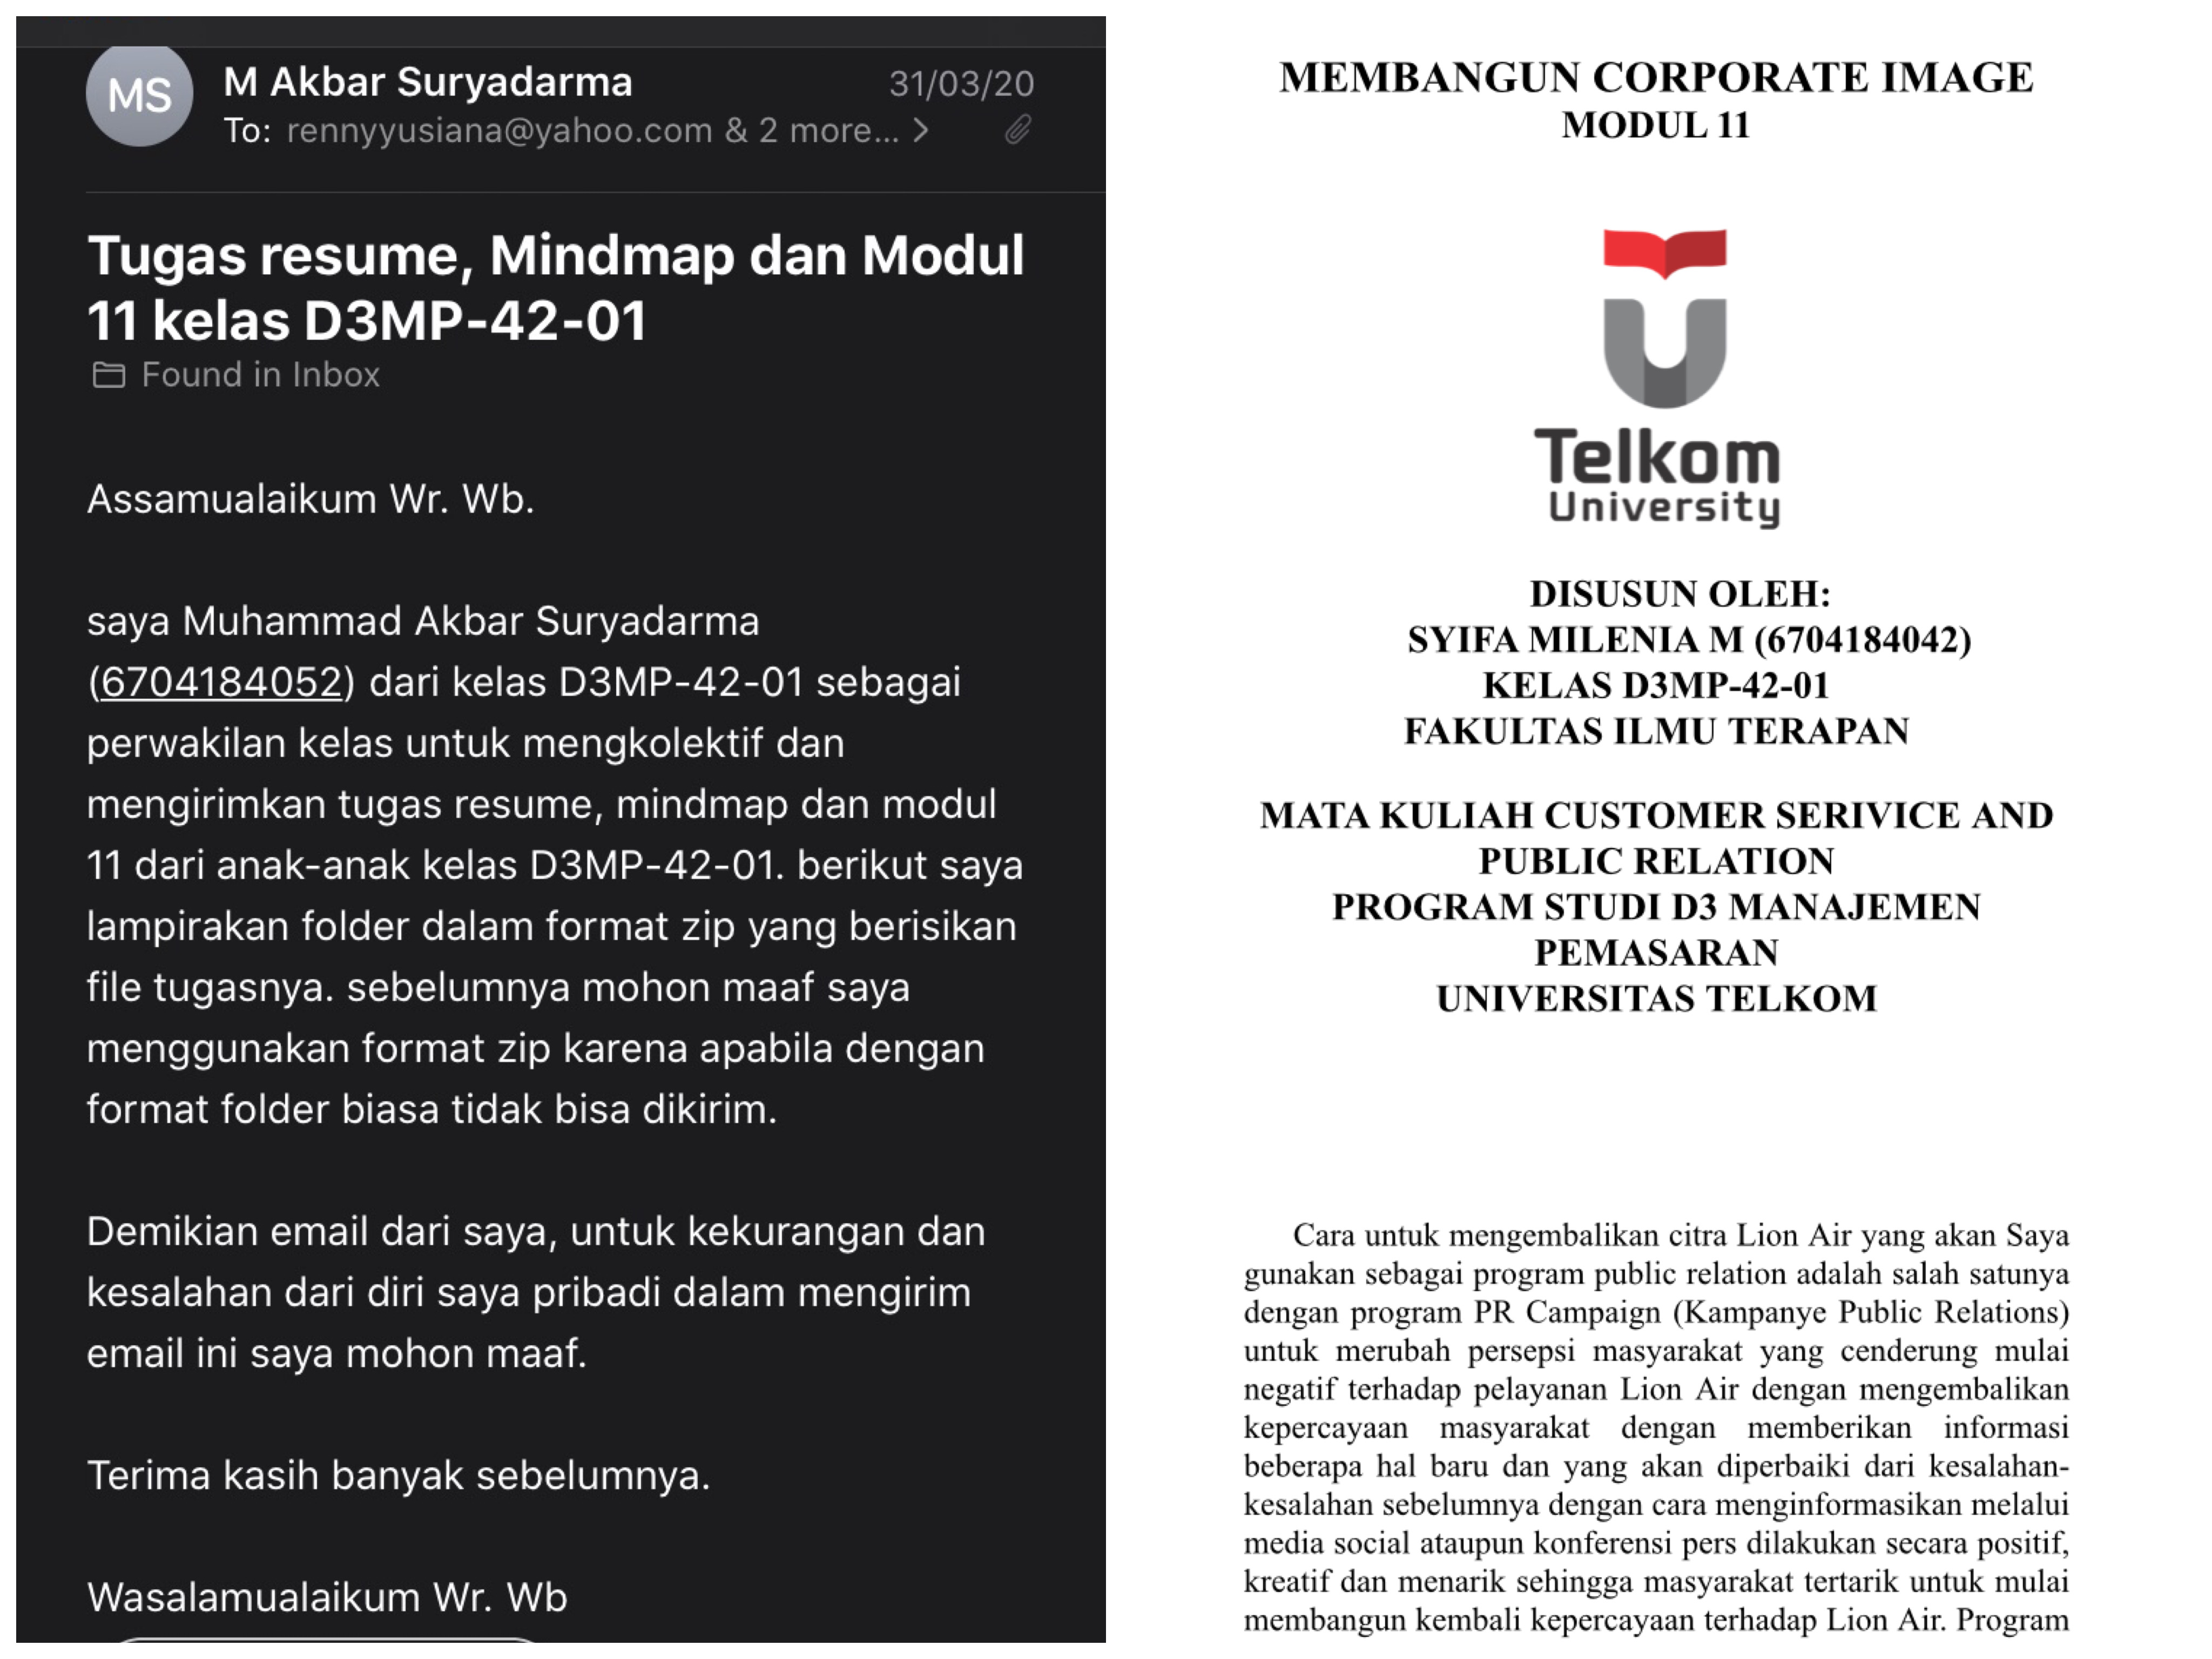 MS
M Akbar Suryadarma
31/03/20
To: rennyyusiana@yahoo.com & 2 more... >
Tugas resume, Mindmap dan Modul
11 kelas D3MP-42-01
Found in Inbox
Assamualaikum Wr. Wb.
saya Muhammad Akbar Suryadarma
(6704184052) dari kelas D3MP-42-01 sebagai
perwakilan kelas untuk mengkolektif dan
mengirimkan tugas resume, mindmap dan modul
11 dari anak-anak kelas D3MP-42-01. berikut saya
lampirakan folder dalam format zip yang berisikan
file tugasnya. sebelumnya mohon maaf saya
menggunakan format zip karena apabila dengan
format folder biasa tidak bisa dikirim.
Demikian email dari saya, untuk kekurangan dan
kesalahan dari diri saya pribadi dalam mengirim
email ini saya mohon maaf.
Terima kasih banyak sebelumnya.
Wasalamualaikum Wr. Wb
MEMBANGUN CORPORATE IMAGE
MODUL 11
Telkom
University
DISUSUN OLEH:
SYIFA MILENIA M (6704184042)
KELAS D3MP-42-01
FAKULTAS ILMU TERAPAN
MATA KULIAH CUSTOMER SERIVICE AND
PUBLIC RELATION
PROGRAM STUDI D3 MANAJEMEN
PEMASARAN
UNIVERSITAS TELKOM
Cara untuk mengembalikan citra Lion Air yang akan Saya
gunakan sebagai program public relation adalah salah satunya
dengan program PR Campaign (Kampanye Public Relations)
untuk merubah persepsi masyarakat yang cenderung mulai
negatif terhadap pelayanan Lion Air dengan mengembalikan
kepercayaan masyarakat dengan memberikan informasi
beberapa hal baru dan yang akan diperbaiki dari kesalahan-
kesalahan sebelumnya dengan cara menginformasikan melalui
media social ataupun konferensi pers dilakukan secara positif,
kreatif dan menarik sehingga masyarakat tertarik untuk mulai
membangun kembali kepercayaan terhadap Lion Air. Program